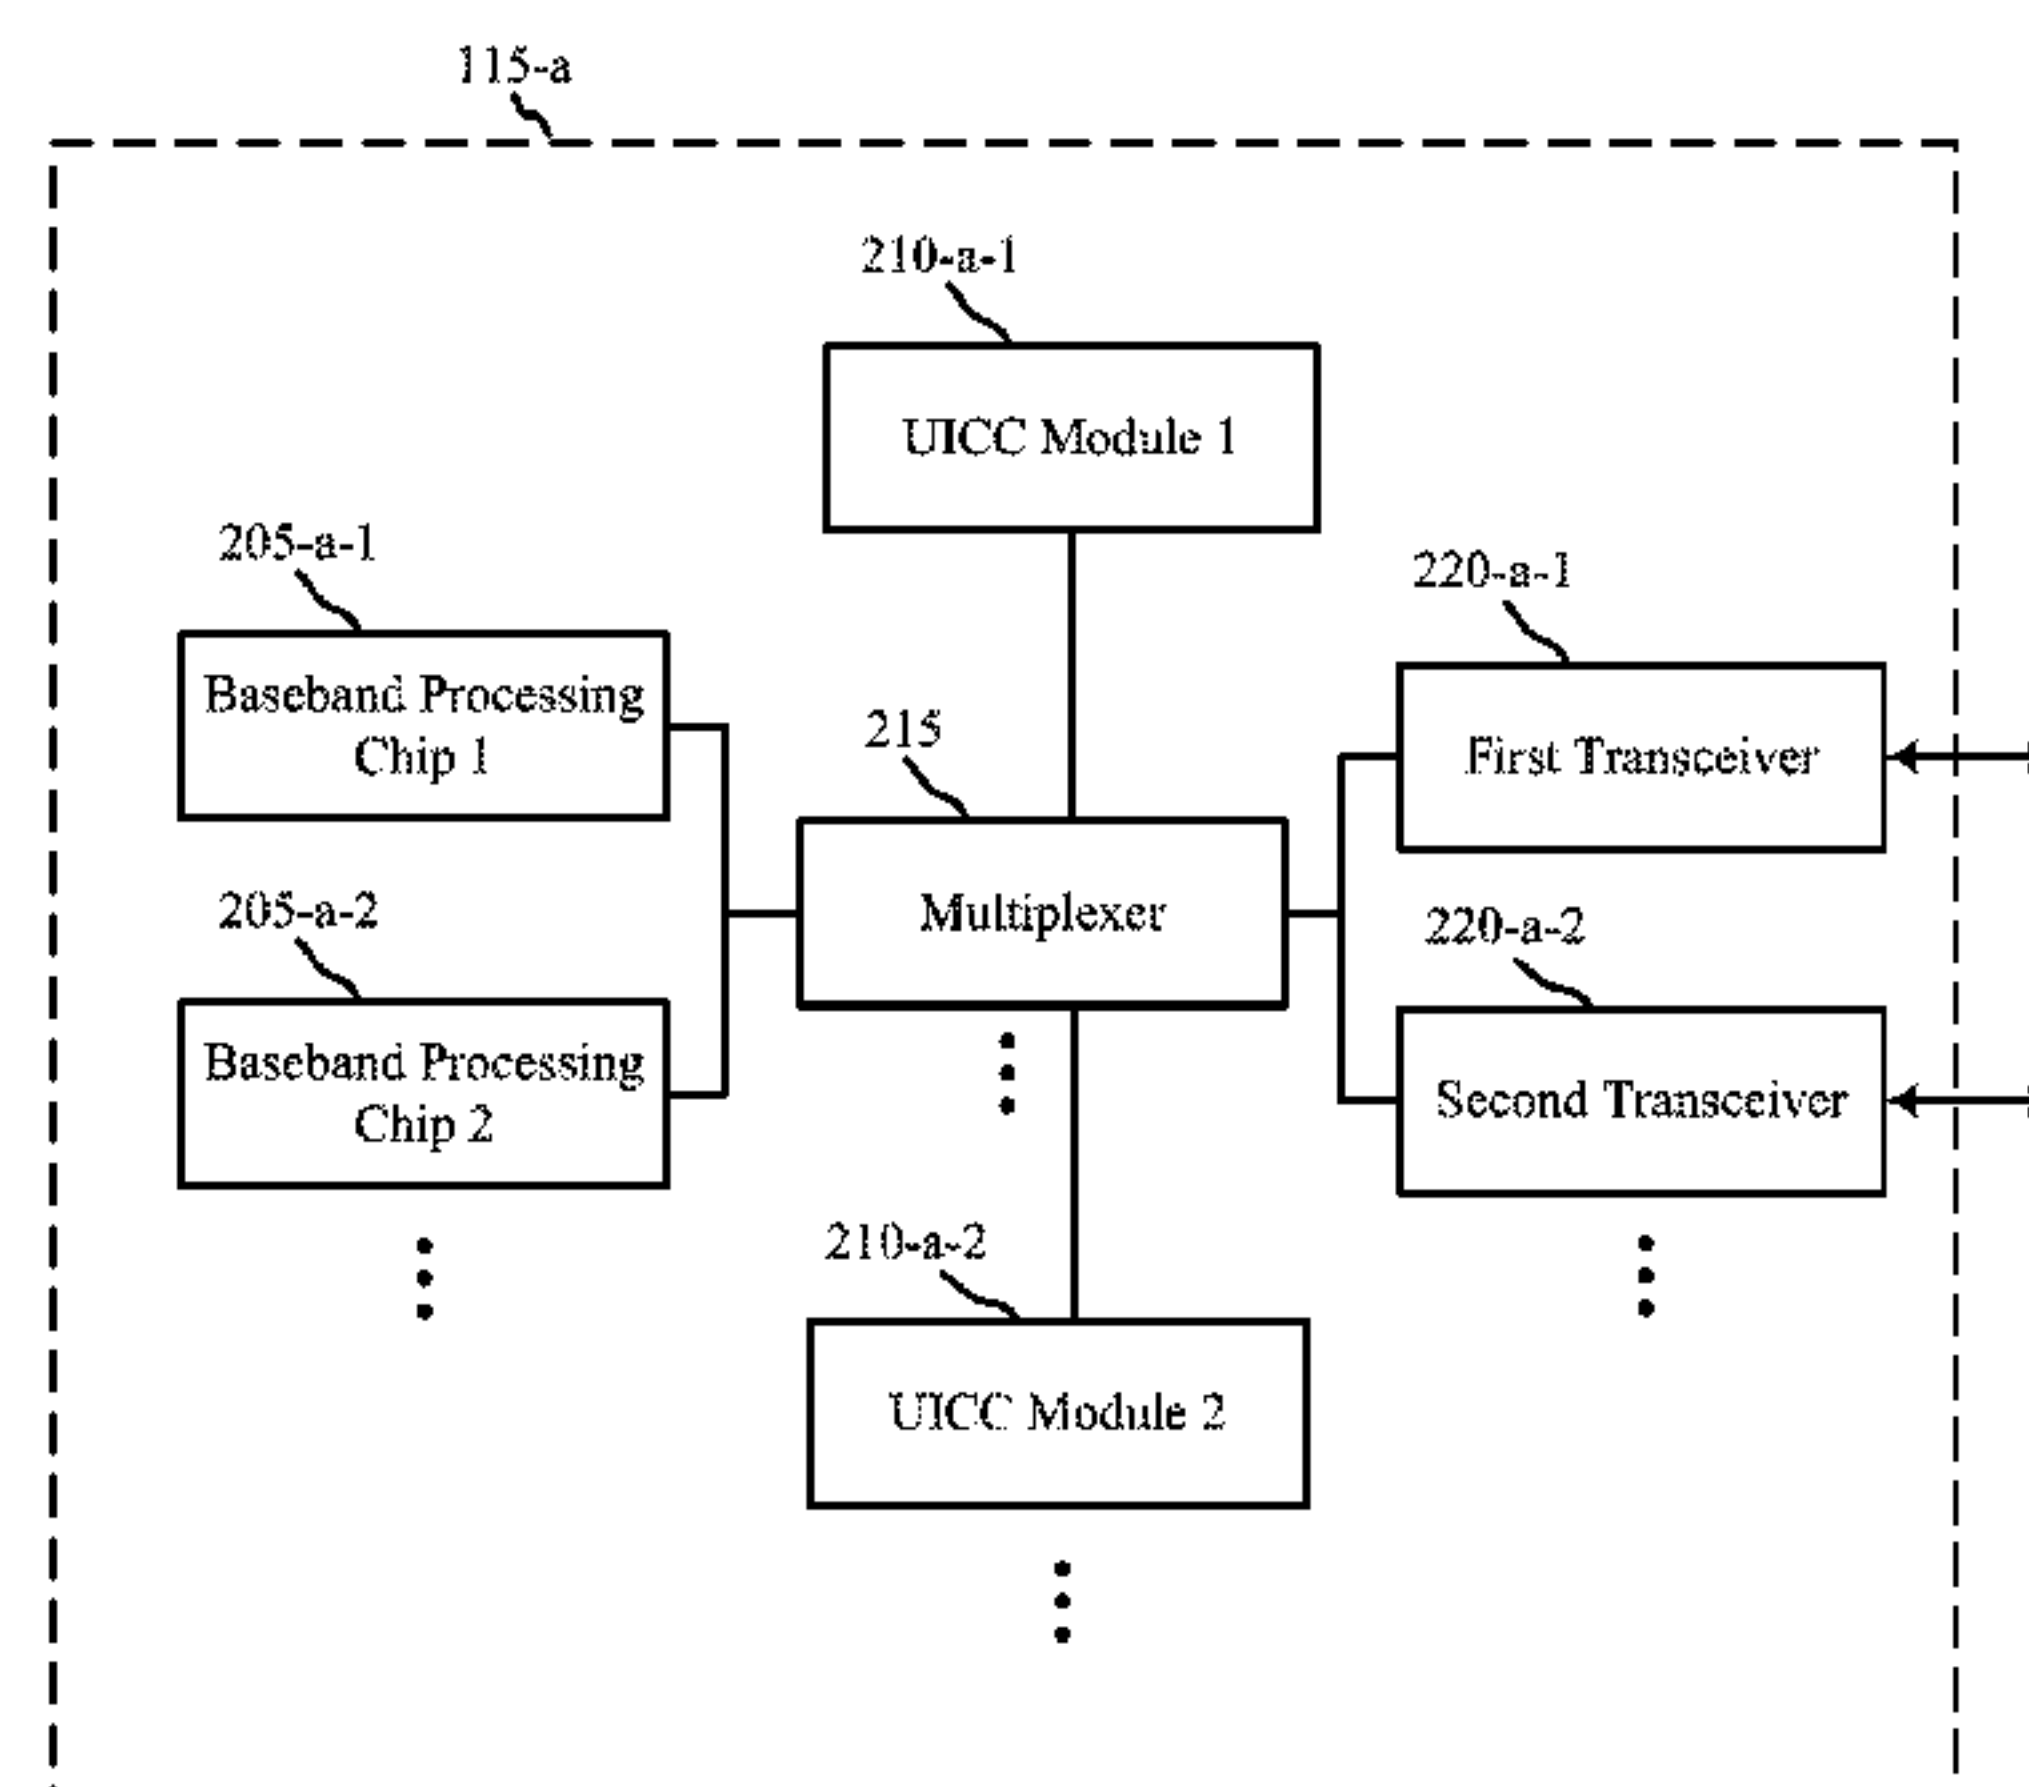 115-a
210-a-1
UICC Module 1
205-a-1
Baseband Processing
Chip 1
220-a-1
First Transceiver
215
Multiplexer
205-a-2
Baseband Processing
Chip 2
220-a-2
Second Transceiver
210-a-2
UICC Module 2